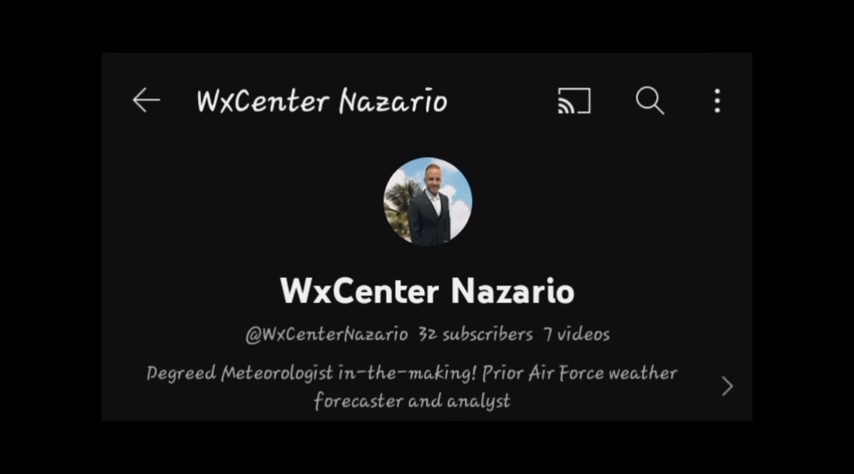 WxCenter Nazario
WxCenter Nazario
@WxCenterNazario 32 subscribers 7 videos
Degreed Meteorologist in-the-making! Prior Air Force weather
forecaster and analyst